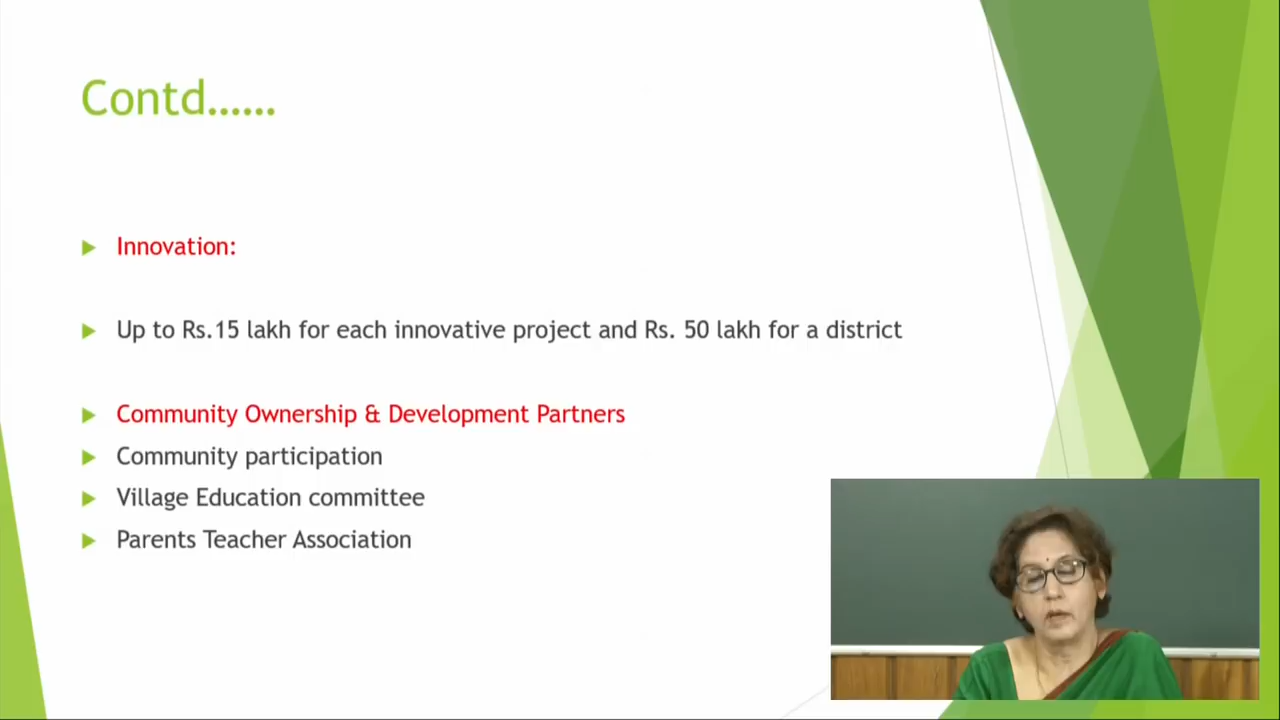 Contd......
Innovation:
Up to Rs.15 lakh for each innovative project and Rs. 50 lakh for a district
Community Ownership & Development Partners
Community participation
Village Education committee
Parents Teacher Association